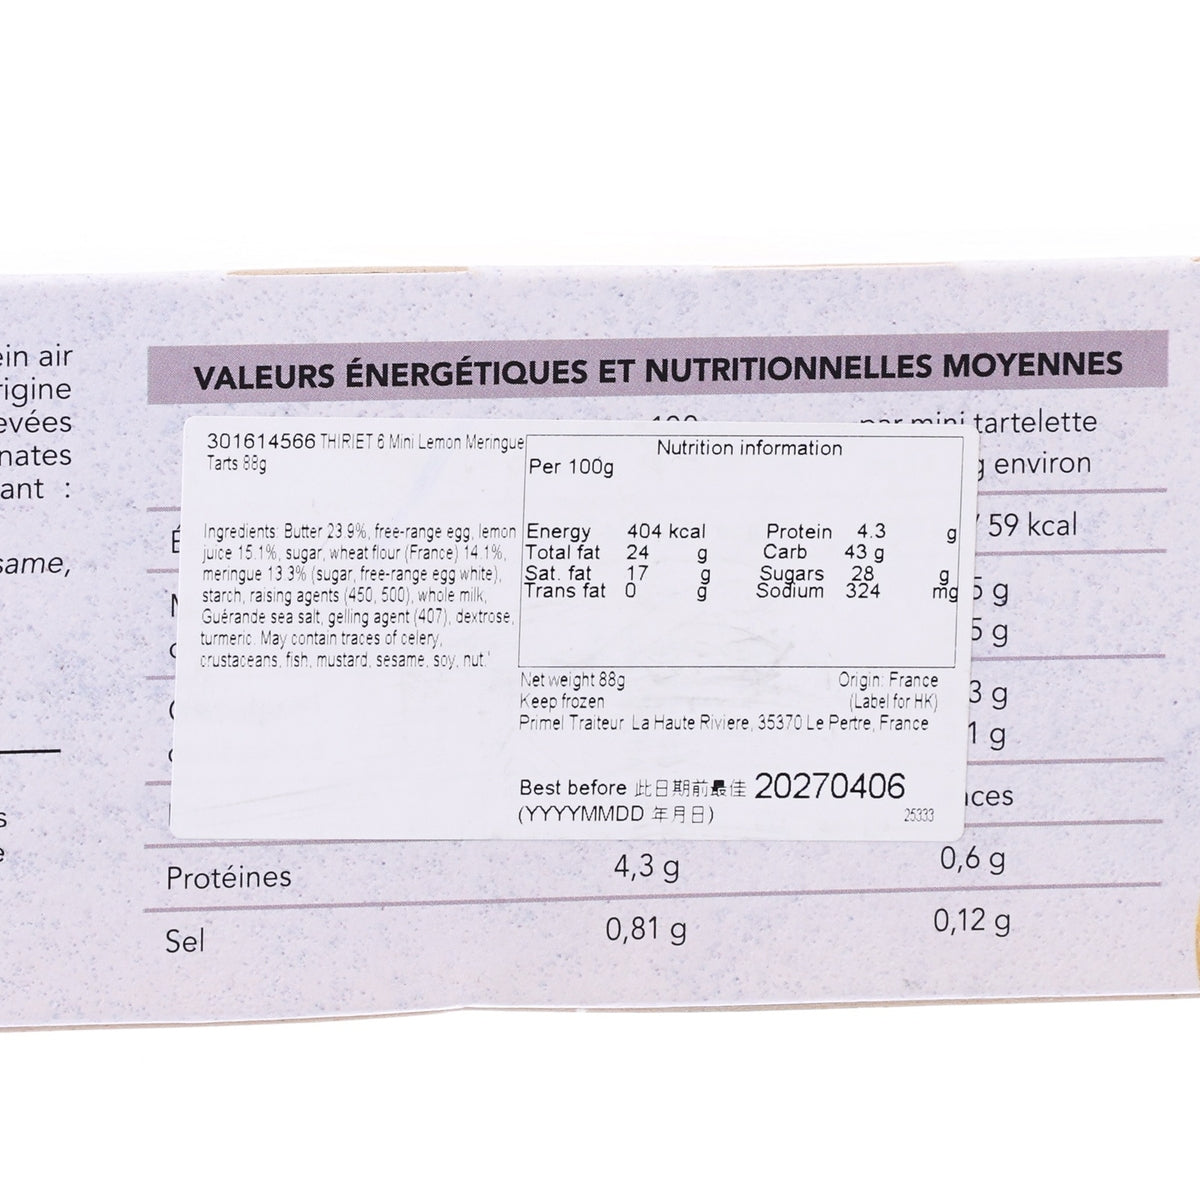 ein air
rigine
evées
nates
ant :
same,
VALEURS ÉNERGÉTIQUES ET NUTRITIONNELLES MOYENNES
par mini tartelette
g environ
59 kcal
5 g
5 g
3 g
1 g
301614566 THIRIET 6 Mini Lemon Meringue
Tarts 88g
Ingredients: Butter 23.9%, free-range egg, lemon
juice 15.1%, sugar, wheat flour (France) 14.1%,
meringue 13.3% (sugar, free-range egg white),
starch, raising agents (450, 500), whole milk,
Guérande sea salt, gelling agent (407), dextrose,
turmeric. May contain traces of celery,
crustaceans, fish, mustard, sesame, soy, nut.
Nutrition information
Per 100g
Energy 404 kcal Protein 4.3 g
Total fat 24 g Carb 43 g
Sat. fat 17 g Sugars 28 g
Trans fat 0 g Sodium 324 mg
Net weight 88g Origin: France
Keep frozen (Label for HK)
Primel Traiteur La Haute Riviere, 35370 Le Pertre, France
Best before 此日期前最佳 20270406
(YYYYMMDD 年月日) 25333
Protéines 4,3 g 0,6 g
Sel 0,81 g 0,12 g